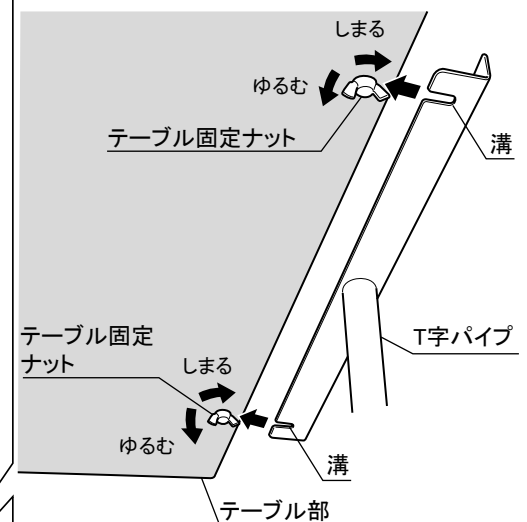 しまる
ゆるむ
テーブル固定ナット
溝
テーブル固定
ナット
しまる
T字パイプ
ゆるむ
溝
テーブル部